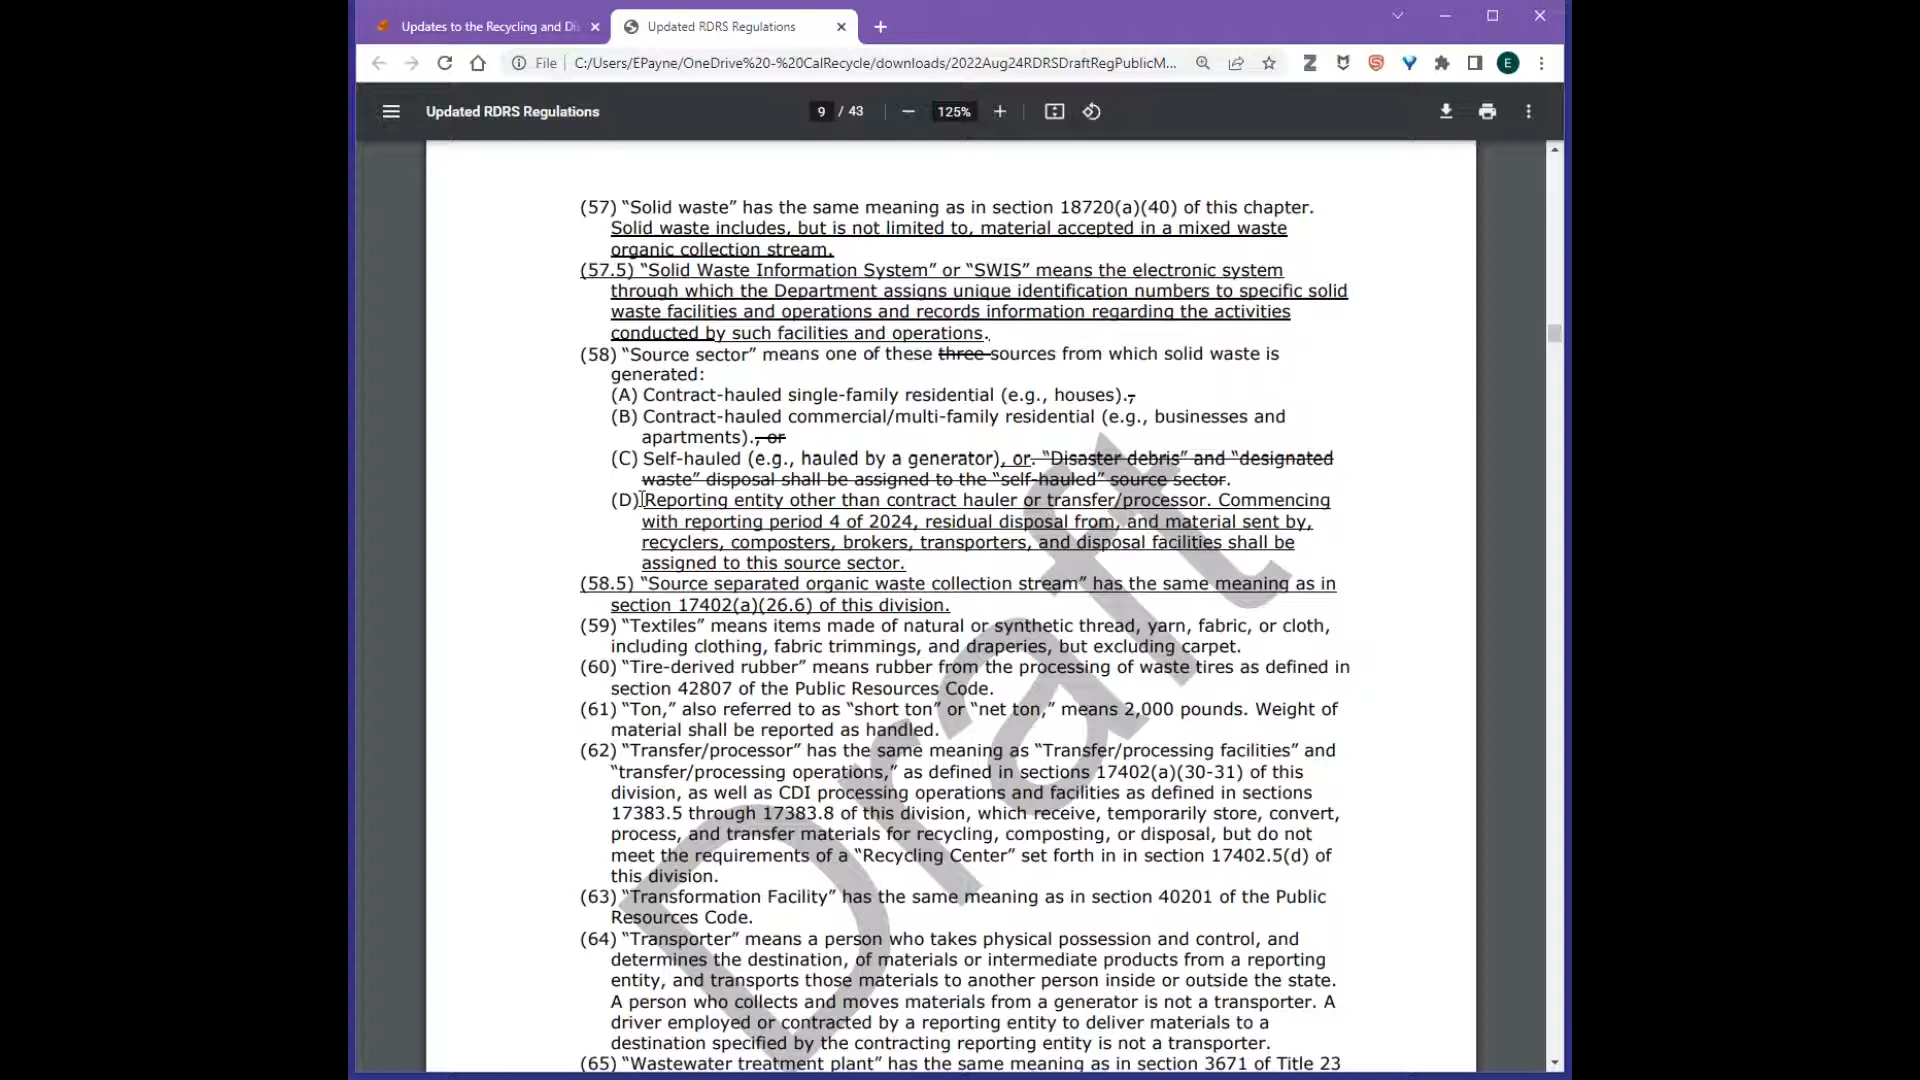 Updates to the Recycling and Di
Updated RDRS Regulations
File
C:/Users/EPayne/OneDrive%20-%20CalRecycle/downloads/2022Aug24RDRSDraftRegPublicM...
E
Updated RDRS Regulations
9 / 43
125%
(57) “Solid waste” has the same meaning as in section 18720(a)(40) of this chapter.
Solid waste includes, but is not limited to, material accepted in a mixed waste
organic collection stream.
(57.5) “Solid Waste Information System” or “SWIS” means the electronic system
through which the Department assigns unique identification numbers to specific solid
waste facilities and operations and records information regarding the activities
conducted by such facilities and operations.
(58) “Source sector” means one of these three sources from which solid waste is
generated:
(A) Contract-hauled single-family residential (e.g., houses).,
(B) Contract-hauled commercial/multi-family residential (e.g., businesses and
apartments)., or
(C) Self-hauled (e.g., hauled by a generator), or. “Disaster debris” and “designated
waste” disposal shall be assigned to the “self-hauled” source sector.
(D) Reporting entity other than contract hauler or transfer/processor. Commencing
with reporting period 4 of 2024, residual disposal from, and material sent by,
recyclers, composters, brokers, transporters, and disposal facilities shall be
assigned to this source sector.
(58.5) “Source separated organic waste collection stream” has the same meaning as in
section 17402(a)(26.6) of this division.
(59) “Textiles” means items made of natural or synthetic thread, yarn, fabric, or cloth,
including clothing, fabric trimmings, and draperies, but excluding carpet.
(60) “Tire-derived rubber” means rubber from the processing of waste tires as defined in
section 42807 of the Public Resources Code.
(61) “Ton,” also referred to as “short ton” or “net ton,” means 2,000 pounds. Weight of
material shall be reported as handled.
(62) “Transfer/processor” has the same meaning as “Transfer/processing facilities” and
“transfer/processing operations,” as defined in sections 17402(a)(30-31) of this
division, as well as CDI processing operations and facilities as defined in sections
17383.5 through 17383.8 of this division, which receive, temporarily store, convert,
process, and transfer materials for recycling, composting, or disposal, but do not
meet the requirements of a “Recycling Center” set forth in in section 17402.5(d) of
this division.
(63) “Transformation Facility” has the same meaning as in section 40201 of the Public
Resources Code.
(64) “Transporter” means a person who takes physical possession and control, and
determines the destination, of materials or intermediate products from a reporting
entity, and transports those materials to another person inside or outside the state.
A person who collects and moves materials from a generator is not a transporter. A
driver employed or contracted by a reporting entity to deliver materials to a
destination specified by the contracting reporting entity is not a transporter.
(65) “Wastewater treatment plant” has the same meaning as in section 3671 of Title 23
Draft